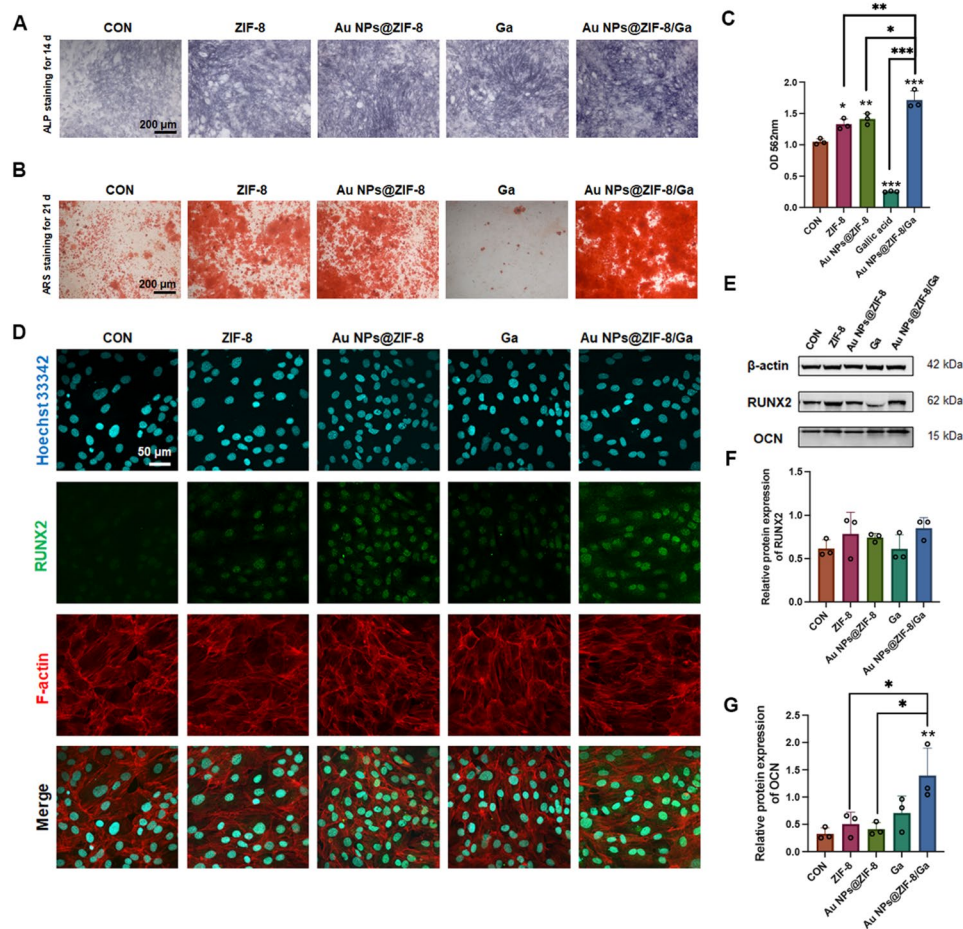 A
CON
ZIF-8
Au NPs@ZIF-8
Ga
Au NPs@ZIF-8/Ga
ALP staining for 14 d
200 μm
B
CON
ZIF-8
Au NPs@ZIF-8
Ga
Au NPs@ZIF-8/Ga
ARS staining for 21 d
200 μm
C
**
*
***
OD 562nm
2.0
1.5
1.0
0.5
0.0
*
**
***
***
CON
ZIF-8
Au NPs@ZIF-8
Gallic acid
Au NPs@ZIF-8/Ga
D
CON
ZIF-8
Au NPs@ZIF-8
Ga
Au NPs@ZIF-8/Ga
Hoechst 33342
50 μm
RUNX2
F-actin
Merge
E
CON
ZIF-8
Au NPs@ZIF-8
Ga
Au NPs@ZIF-8/Ga
β-actin
42 kDa
RUNX2
62 kDa
OCN
15 kDa
F
Relative protein expression
of RUNX2
1.5
1.0
0.5
0.0
CON
ZIF-8
Au NPs@ZIF-8
Ga
Au NPs@ZIF-8/Ga
G
*
*
**
Relative protein expression
of OCN
2.5
2.0
1.5
1.0
0.5
0.0
CON
ZIF-8
Au NPs@ZIF-8
Ga
Au NPs@ZIF-8/Ga